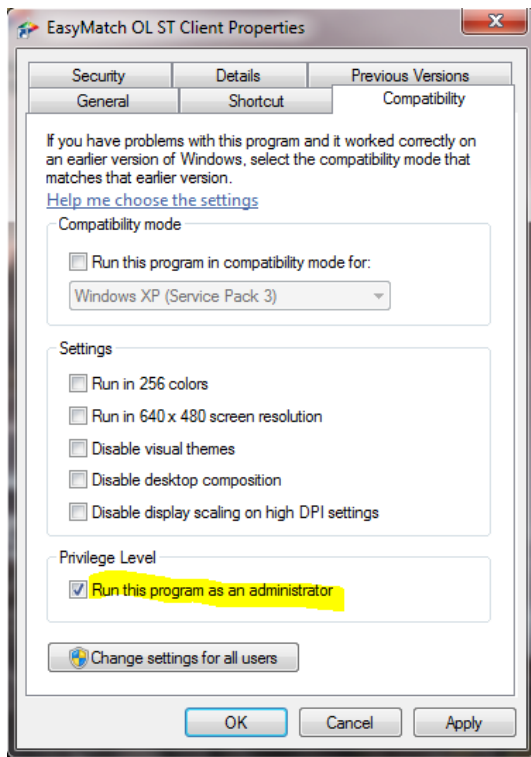 EasyMatch OL ST Client Properties
Security Details Previous Versions
General Shortcut Compatibility
If you have problems with this program and it worked correctly on
an earlier version of Windows, select the compatibility mode that
matches that earlier version.
Help me choose the settings
Compatibility mode
Run this program in compatibility mode for:
Windows XP (Service Pack 3)
Settings
Run in 256 colors
Run in 640 x 480 screen resolution
Disable visual themes
Disable desktop composition
Disable display scaling on high DPI settings
Privilege Level
Run this program as an administrator
Change settings for all users
OK Cancel Apply